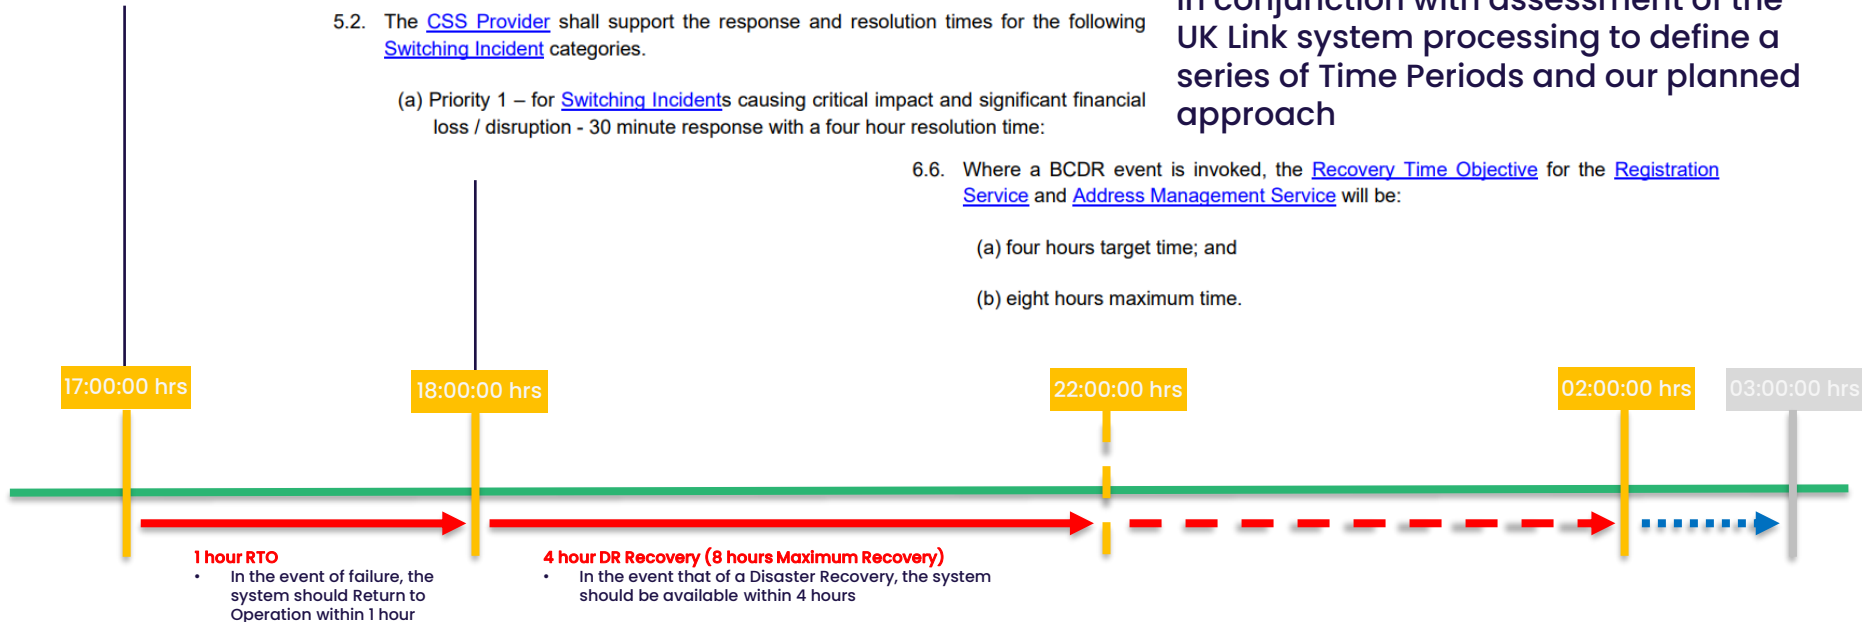 in conjunction with assessment of the
UK Link system processing to define a
series of Time Periods and our planned
approach
5.2. The CSS Provider shall support the response and resolution times for the following
Switching Incident categories.
(a) Priority 1 – for Switching Incidents causing critical impact and significant financial
loss / disruption - 30 minute response with a four hour resolution time:
6.6. Where a BCDR event is invoked, the Recovery Time Objective for the Registration
Service and Address Management Service will be:
(a) four hours target time; and
(b) eight hours maximum time.
17:00:00 hrs
18:00:00 hrs
22:00:00 hrs
02:00:00 hrs
03:00:00 hrs
1 hour RTO
• In the event of failure, the
system should Return to
Operation within 1 hour
4 hour DR Recovery (8 hours Maximum Recovery)
• In the event that of a Disaster Recovery, the system
should be available within 4 hours